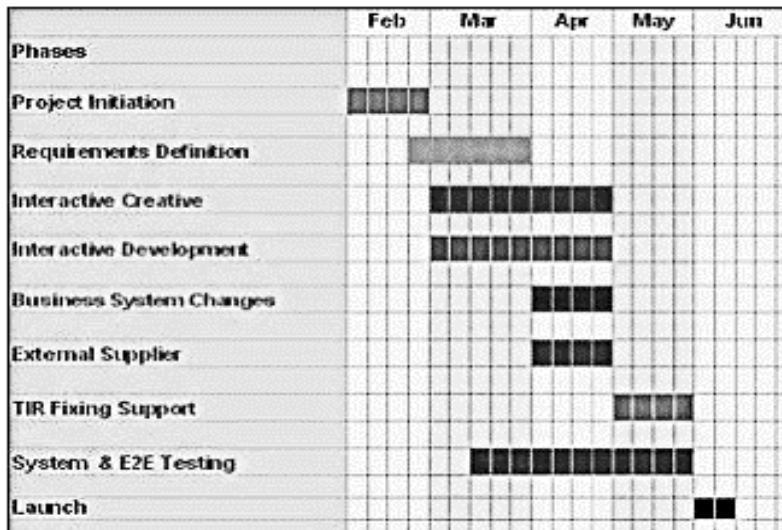 Feb Mar Apr May Jun
Phases
Project Initiation
Requirements Definition
Interactive Creative
Interactive Development
Business System Changes
External Supplier
TIR Fixing Support
System & E2E Testing
Launch